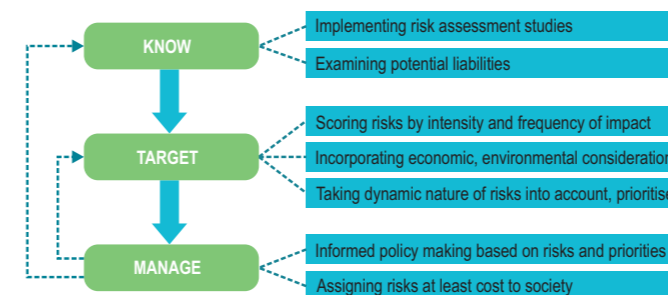 KNOW
Implementing risk assessment studies
Examining potential liabilities
TARGET
Scoring risks by intensity and frequency of impact
Incorporating economic, environmental consideration
Taking dynamic nature of risks into account, prioritise
MANAGE
Informed policy making based on risks and priorities
Assigning risks at least cost to society